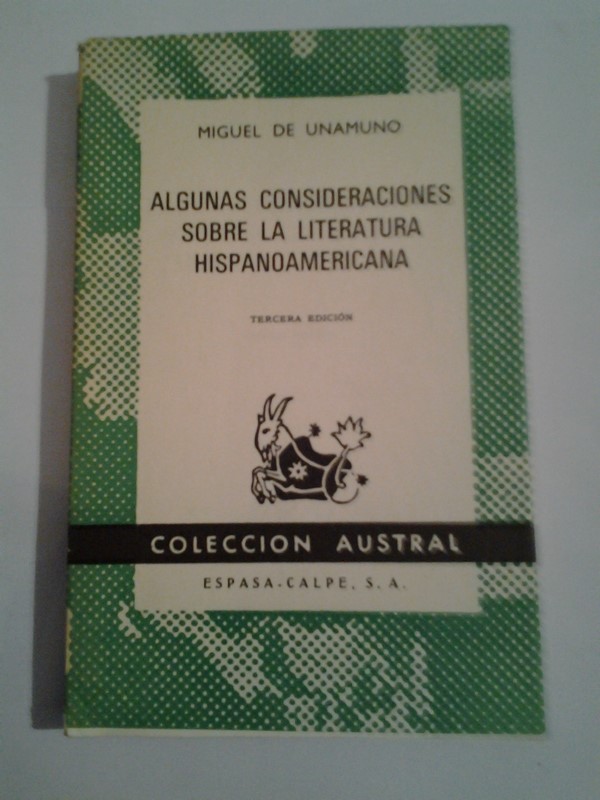 MIGUEL DE UNAMUNO
ALGUNAS CONSIDERACIONES
SOBRE LA LITERATURA
HISPANOAMERICANA
TERCERA EDICIÓN
COLECCION AUSTRAL
ESPASA-CALPE, S. A.